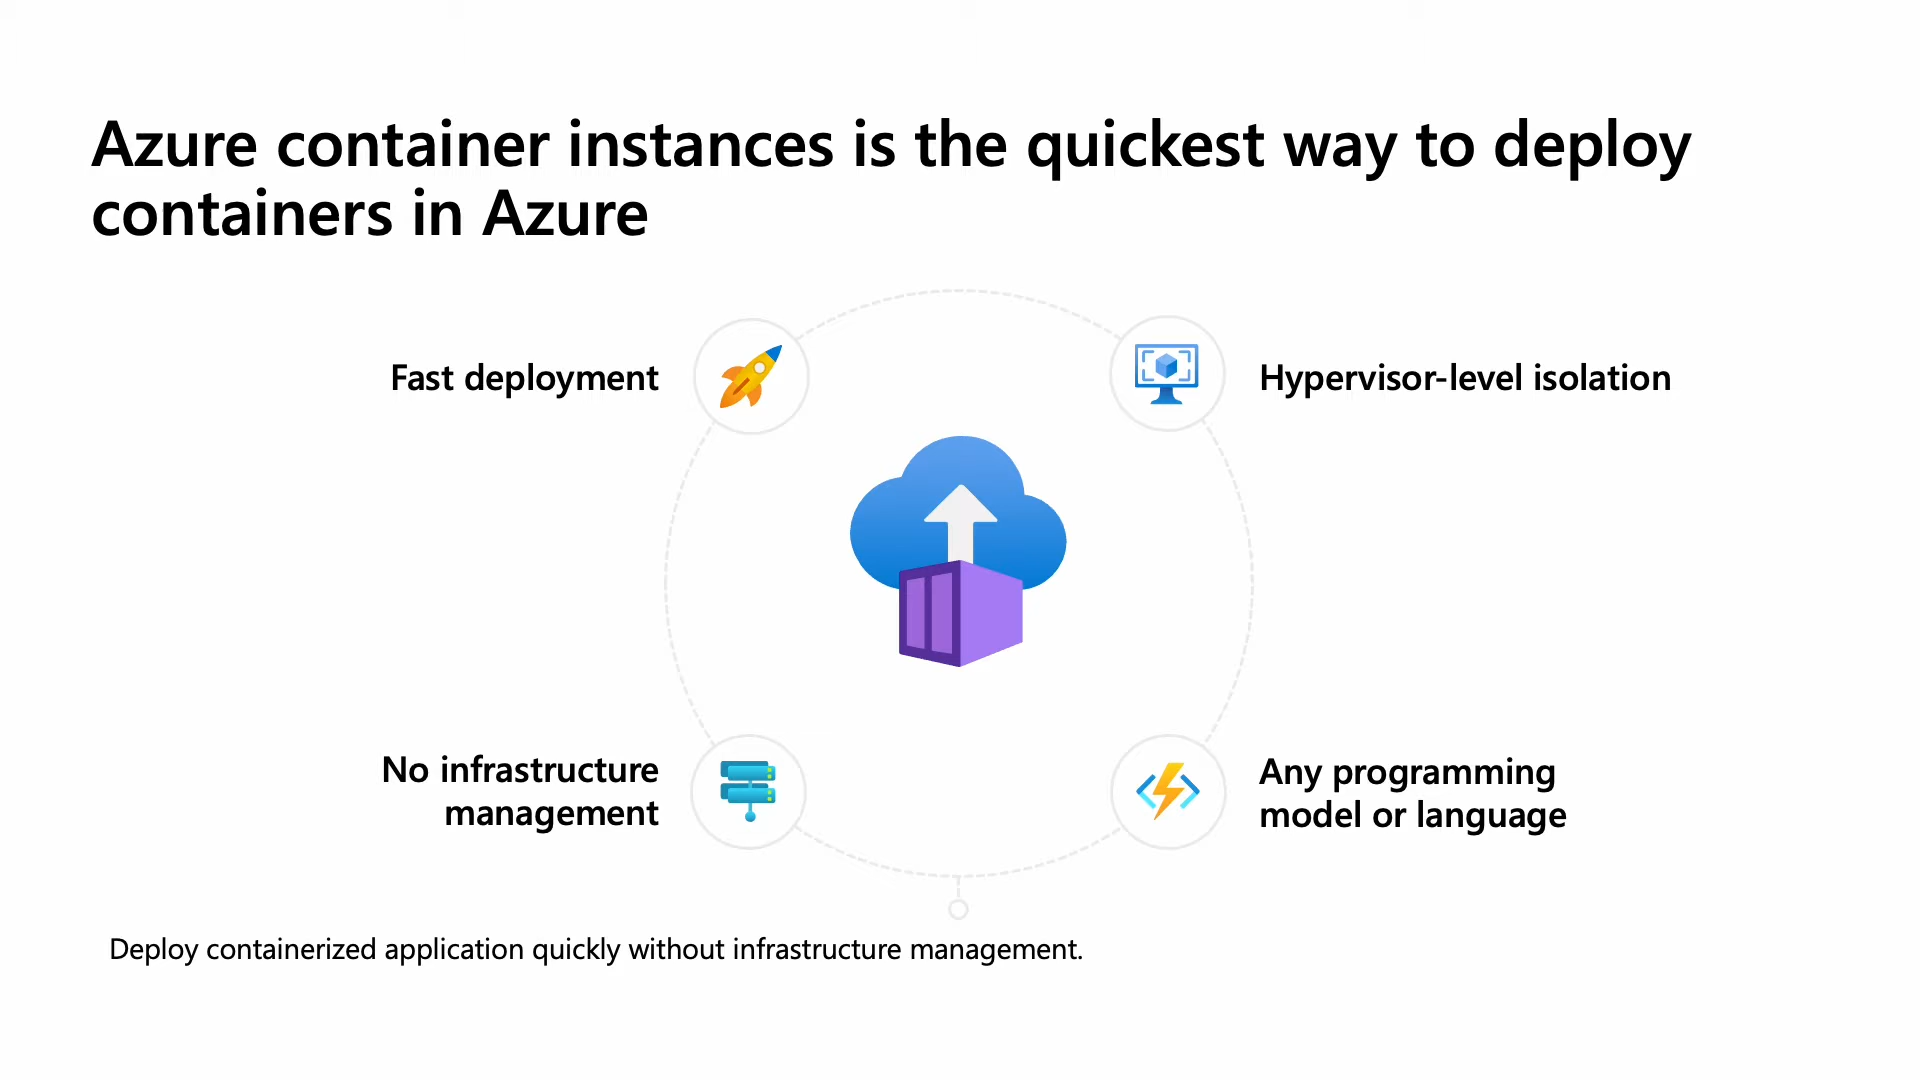 Azure container instances is the quickest way to deploy
containers in Azure
Fast deployment
Hypervisor-level isolation
No infrastructure
management
Any programming
model or language
Deploy containerized application quickly without infrastructure management.